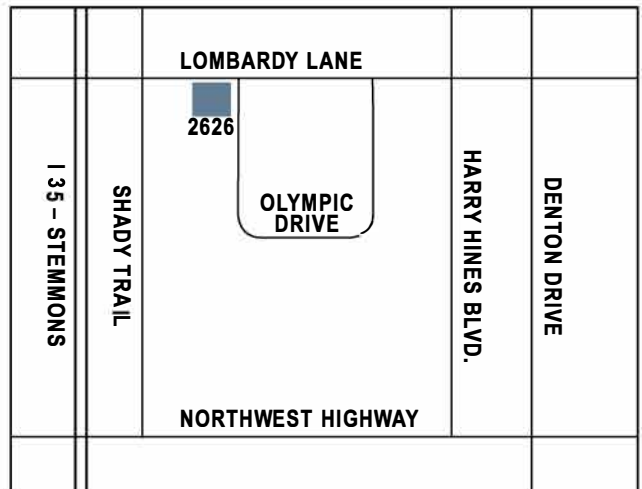 LOMBARDY LANE
2626
I 35 – STEMMONS
SHADY TRAIL
OLYMPIC
DRIVE
HARRY HINES BLVD.
DENTON DRIVE
NORTHWEST HIGHWAY